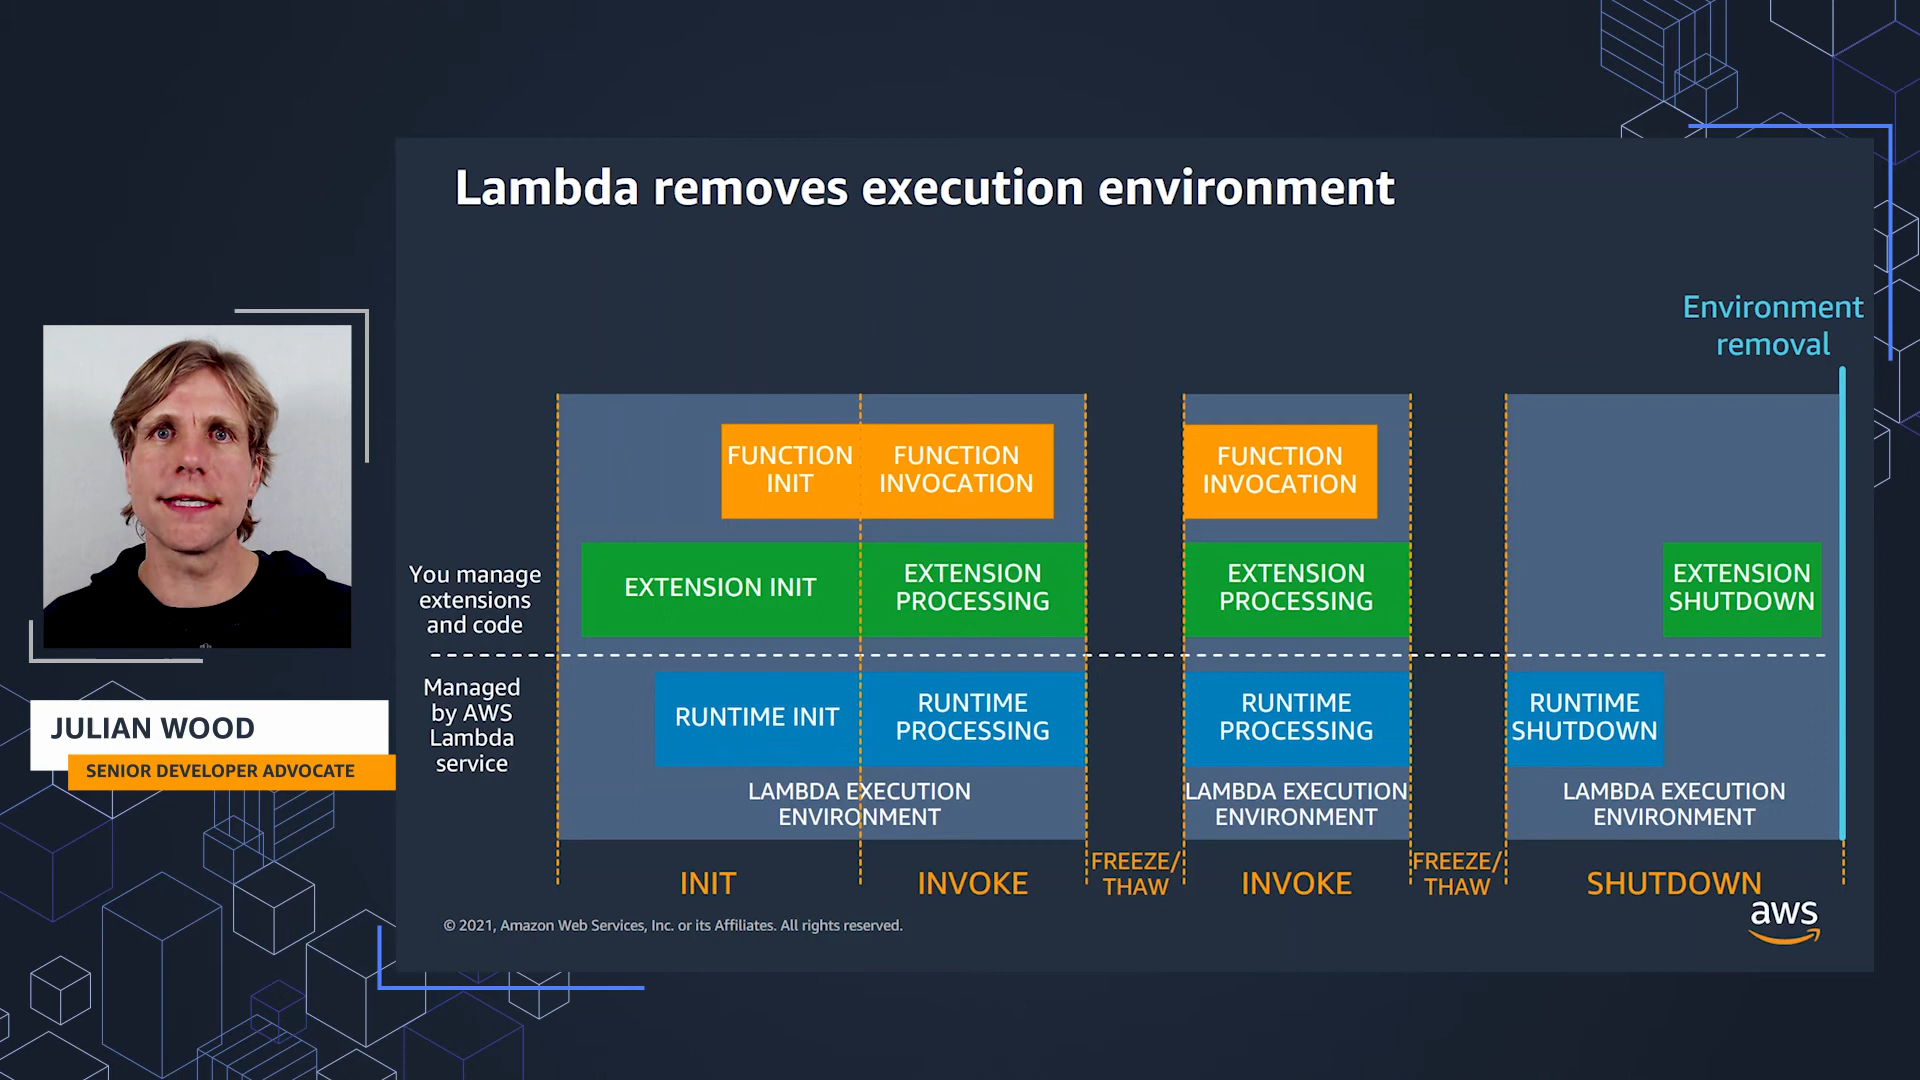 Lambda removes execution environment
Environment
removal
FUNCTION
INIT
FUNCTION
INVOCATION
FUNCTION
INVOCATION
You manage
extensions
and code
EXTENSION INIT
EXTENSION
PROCESSING
EXTENSION
PROCESSING
EXTENSION
SHUTDOWN
Managed
by AWS
Lambda
service
RUNTIME INIT
RUNTIME
PROCESSING
RUNTIME
PROCESSING
RUNTIME
SHUTDOWN
LAMBDA EXECUTION
ENVIRONMENT
LAMBDA EXECUTION
ENVIRONMENT
LAMBDA EXECUTION
ENVIRONMENT
INIT
INVOKE
FREEZE/
THAW
INVOKE
FREEZE/
THAW
SHUTDOWN
© 2021, Amazon Web Services, Inc. or its Affiliates. All rights reserved.
aws
JULIAN WOOD
SENIOR DEVELOPER ADVOCATE